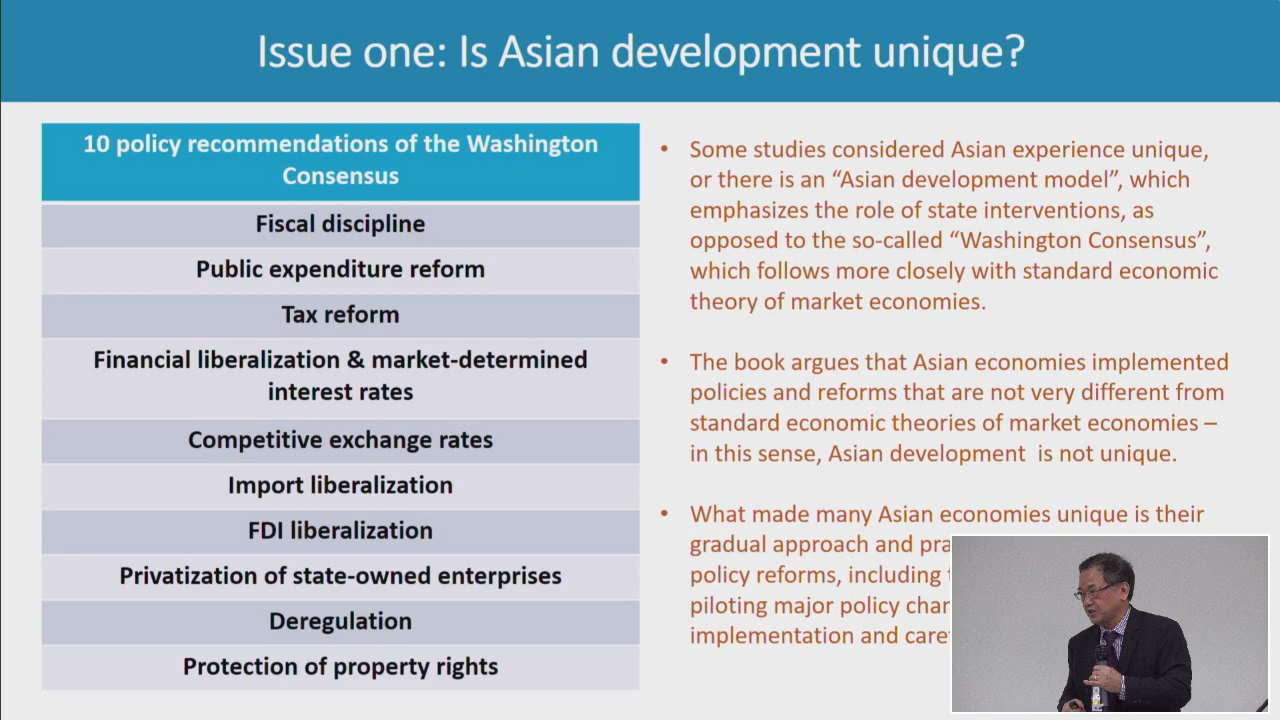 Issue one: Is Asian development unique?
10 policy recommendations of the Washington
Consensus
Fiscal discipline
Public expenditure reform
Tax reform
Financial liberalization & market-determined
interest rates
Competitive exchange rates
Import liberalization
FDI liberalization
Privatization of state-owned enterprises
Deregulation
Protection of property rights
• Some studies considered Asian experience unique,
or there is an “Asian development model”, which
emphasizes the role of state interventions, as
opposed to the so-called “Washington Consensus”,
which follows more closely with standard economic
theory of market economies.
• The book argues that Asian economies implemented
policies and reforms that are not very different from
standard economic theories of market economies –
in this sense, Asian development is not unique.
• What made many Asian economies unique is their
gradual approach and
policy reforms, including
piloting major policy
implementation and